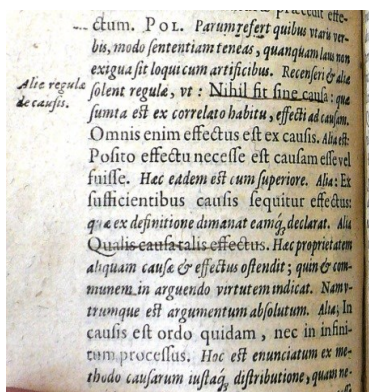 præcedit effe-
ctum. POL. Parum refert quibus vtaris ver-
bis, modo sententiam teneas, quanquam laus non
exigua sit loqui cum artificibus. Recenseri & aliæ
Aliæ regulæ
de causis.
solent regulæ, vt: Nihil sit sine causa: quæ
sumta est ex correlato habitu, effecti ad causam.
Omnis enim effectus est ex causis. Alia est:
Posito effectu necesse est causam esse vel
fuisse. Hæc eadem est cum superiore. Alia: Ex
sufficientibus causis sequitur effectus:
quæ ex definitione dimanat eamq́; declarat. Alia
Qualis causa talis effectus. Hæc proprietatem
aliquam causæ & effectus ostendit; quin & com-
munem in arguendo virtutem indicat. Nam v-
trumque est argumentum absolutum. Alia; In
causis est ordo quidam, nec in infini-
tum processus. Hoc est enunciatum ex me-
thodo causarum iustaq́; distributione, quam ne-